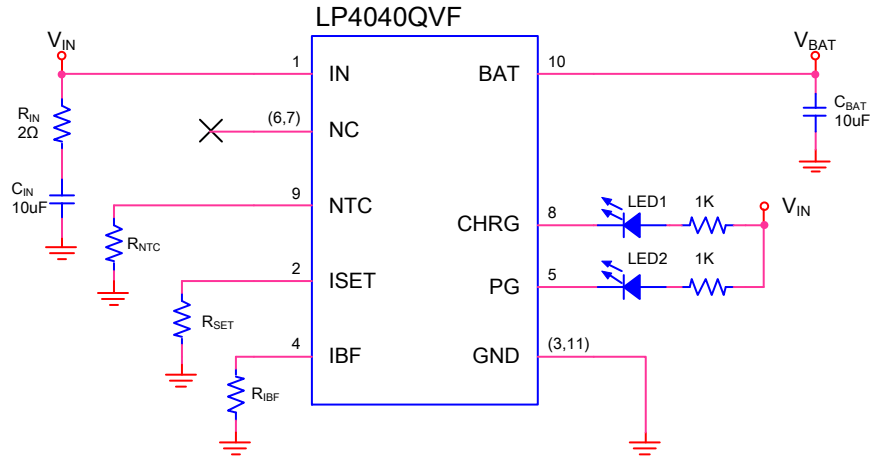 LP4040QVF
VIN
1
IN
BAT
10
VBAT
RIN
2Ω
CBAT
10uF
(6,7)
NC
CIN
10uF
9
NTC
RNTC
CHRG
8
LED1
1K
VIN
2
ISET
RSET
PG
5
LED2
1K
4
IBF
RIBF
GND
(3,11)